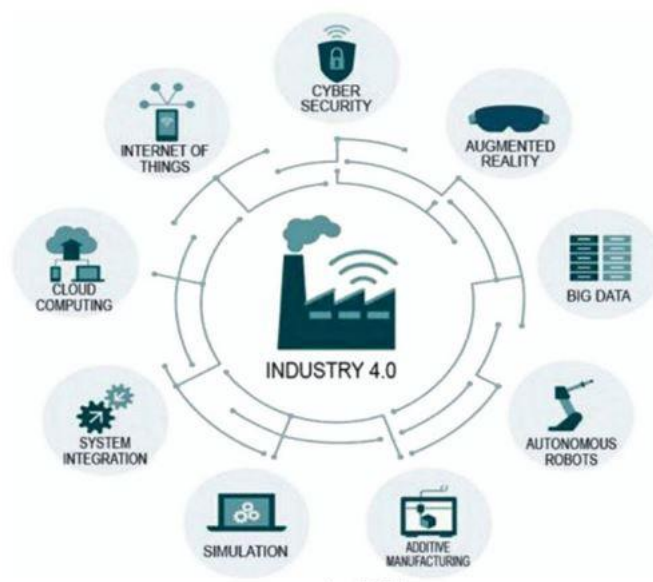 CYBER
SECURITY
AUGMENTED
REALITY
BIG DATA
AUTONOMOUS
ROBOTS
ADDITIVE
MANUFACTURING
SIMULATION
SYSTEM
INTEGRATION
CLOUD
COMPUTING
INTERNET OF
THINGS
INDUSTRY 4.0